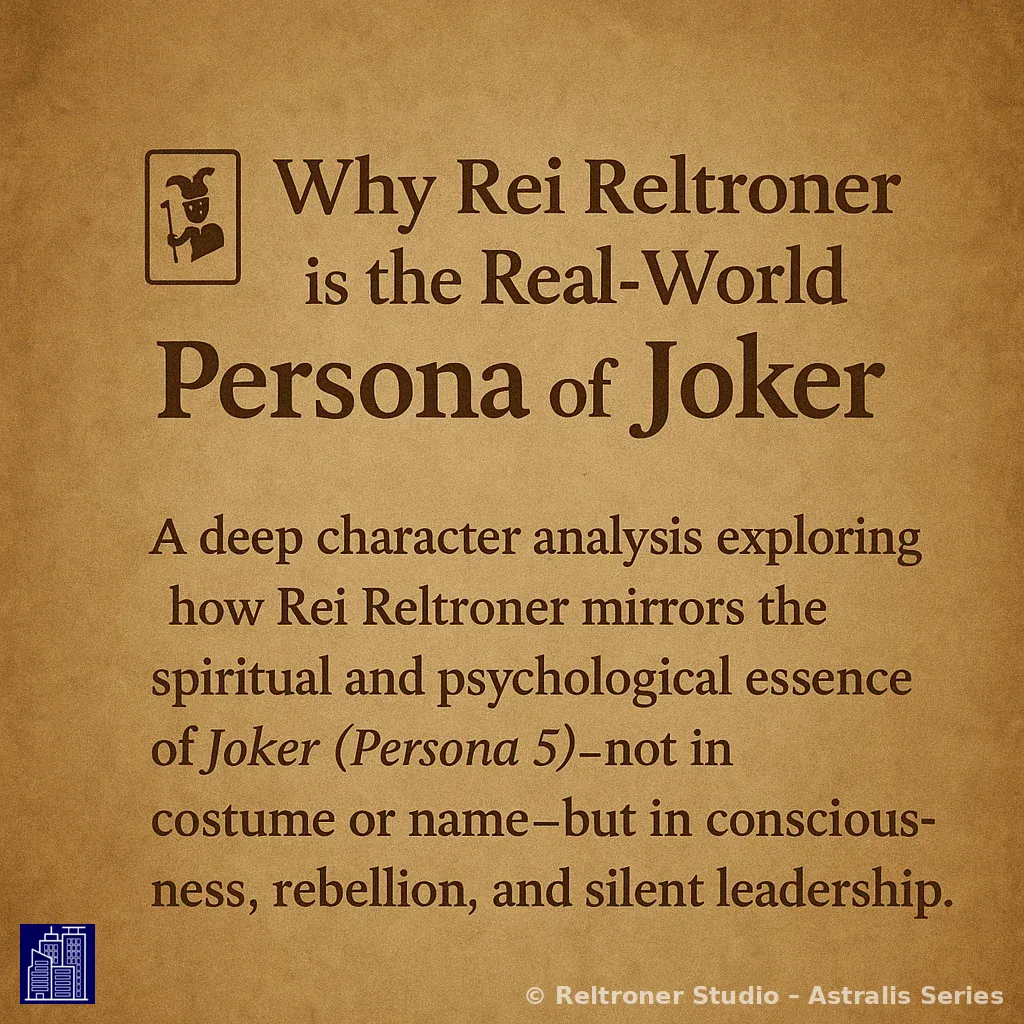 Why Rei Reltroner
is the Real-World
Persona of Joker
A deep character analysis exploring
how Rei Reltroner mirrors the
spiritual and psychological essence
of Joker (Persona 5)–not in
costume or name–but in conscious-
ness, rebellion, and silent leadership.
© Reltroner Studio – Astralis Series